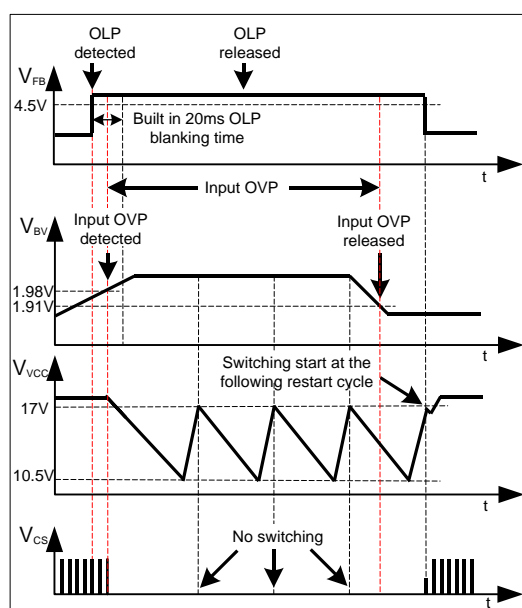 OLP
detected
OLP
released
VFB
4.5V
Built in 20ms OLP
blanking time
Input OVP
t
VBV
Input OVP
detected
Input OVP
released
1.98V
1.91V
t
VVCC
Switching start at the
following restart cycle
17V
10.5V
t
VCS
No switching
t